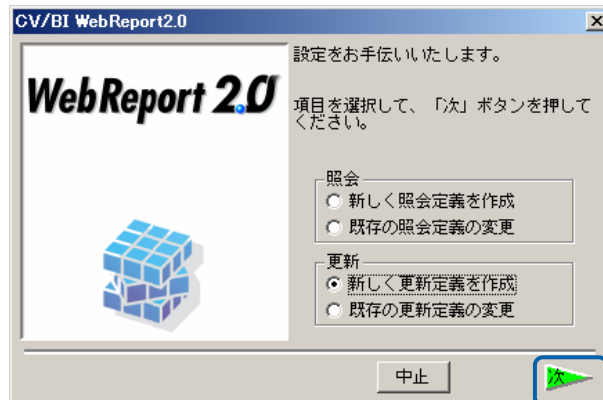 CV/BI WebReport2.0
WebReport 2.0
設定をお手伝いいたします。
項目を選択して、「次」ボタンを押して
ください。
照会
新しく照会定義を作成
既存の照会定義の変更
更新
新しく更新定義を作成
既存の更新定義の変更
中止
次